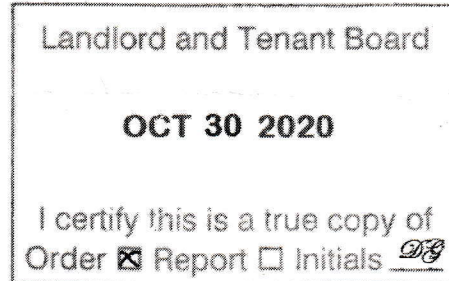 Landlord and Tenant Board
OCT 30 2020
I certify this is a true copy of
Order ☒ Report ☐ Initials DG